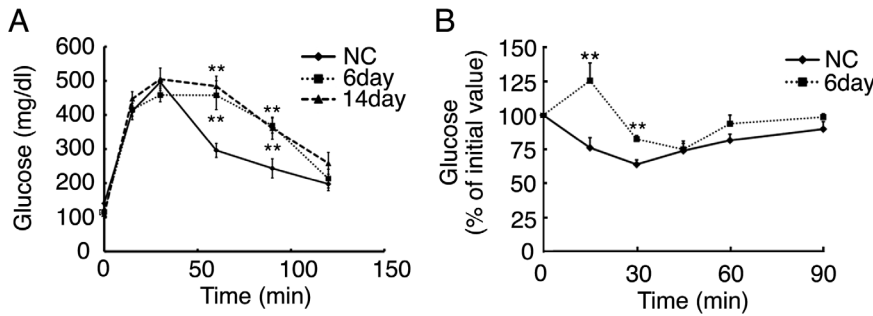 A
Glucose (mg/dl)
600
500
400
300
200
100
0
0
50
100
150
Time (min)
NC
6day
14day
**
**
**
**
B
Glucose
(% of initial value)
150
125
100
75
50
25
0
0
30
60
90
Time (min)
NC
6day
**
**